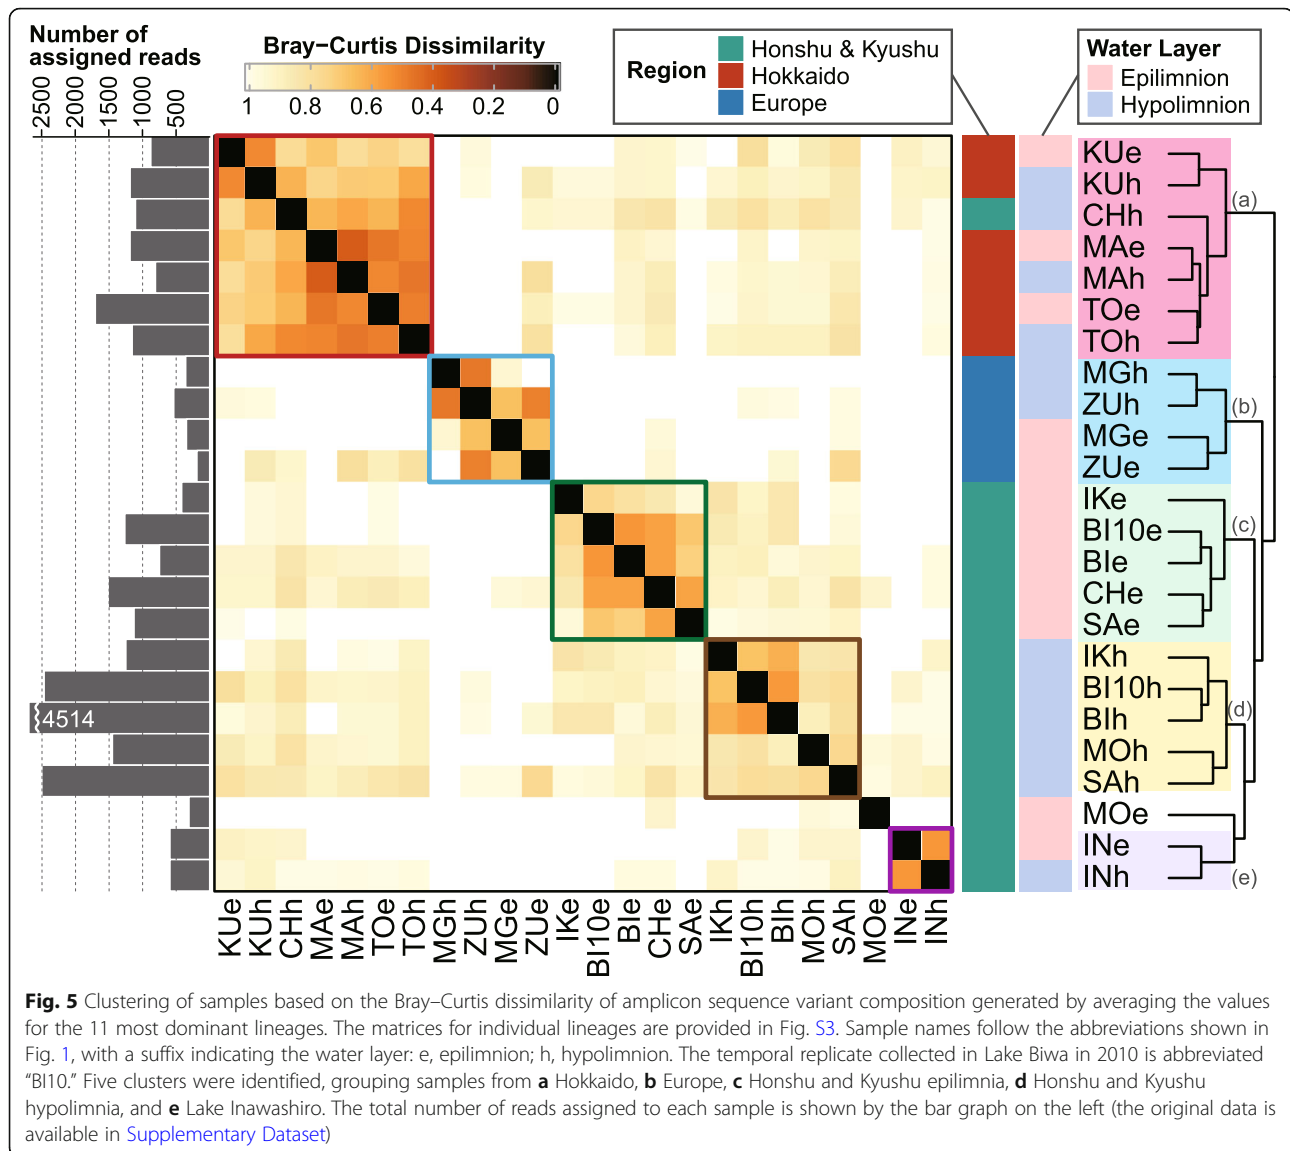 Number of
assigned reads
2500
2000
1500
1000
500
Bray−Curtis Dissimilarity
1 0.8 0.6 0.4 0.2 0
Region
Honshu & Kyushu
Hokkaido
Europe
Water Layer
Epilimnion
Hypolimnion
KUe
KUh
CHh
MAe
MAh
TOe
TOh
MGh
ZUh
MGe
ZUe
IKe
BI10e
BIe
CHe
SAe
IKh
BI10h
BIh
MOh
SAh
MOe
INe
INh
(a)
(b)
(c)
(d)
(e)
4514
KUe
KUh
CHh
MAe
MAh
TOe
TOh
MGh
ZUh
MGe
ZUe
IKe
BI10e
BIe
CHe
SAe
IKh
BI10h
BIh
MOh
SAh
MOe
INe
INh
Fig. 5 Clustering of samples based on the Bray–Curtis dissimilarity of amplicon sequence variant composition generated by averaging the values
for the 11 most dominant lineages. The matrices for individual lineages are provided in Fig. S3. Sample names follow the abbreviations shown in
Fig. 1, with a suffix indicating the water layer: e, epilimnion; h, hypolimnion. The temporal replicate collected in Lake Biwa in 2010 is abbreviated
“BI10.” Five clusters were identified, grouping samples from a Hokkaido, b Europe, c Honshu and Kyushu epilimnia, d Honshu and Kyushu
hypolimnia, and e Lake Inawashiro. The total number of reads assigned to each sample is shown by the bar graph on the left (the original data is
available in Supplementary Dataset)